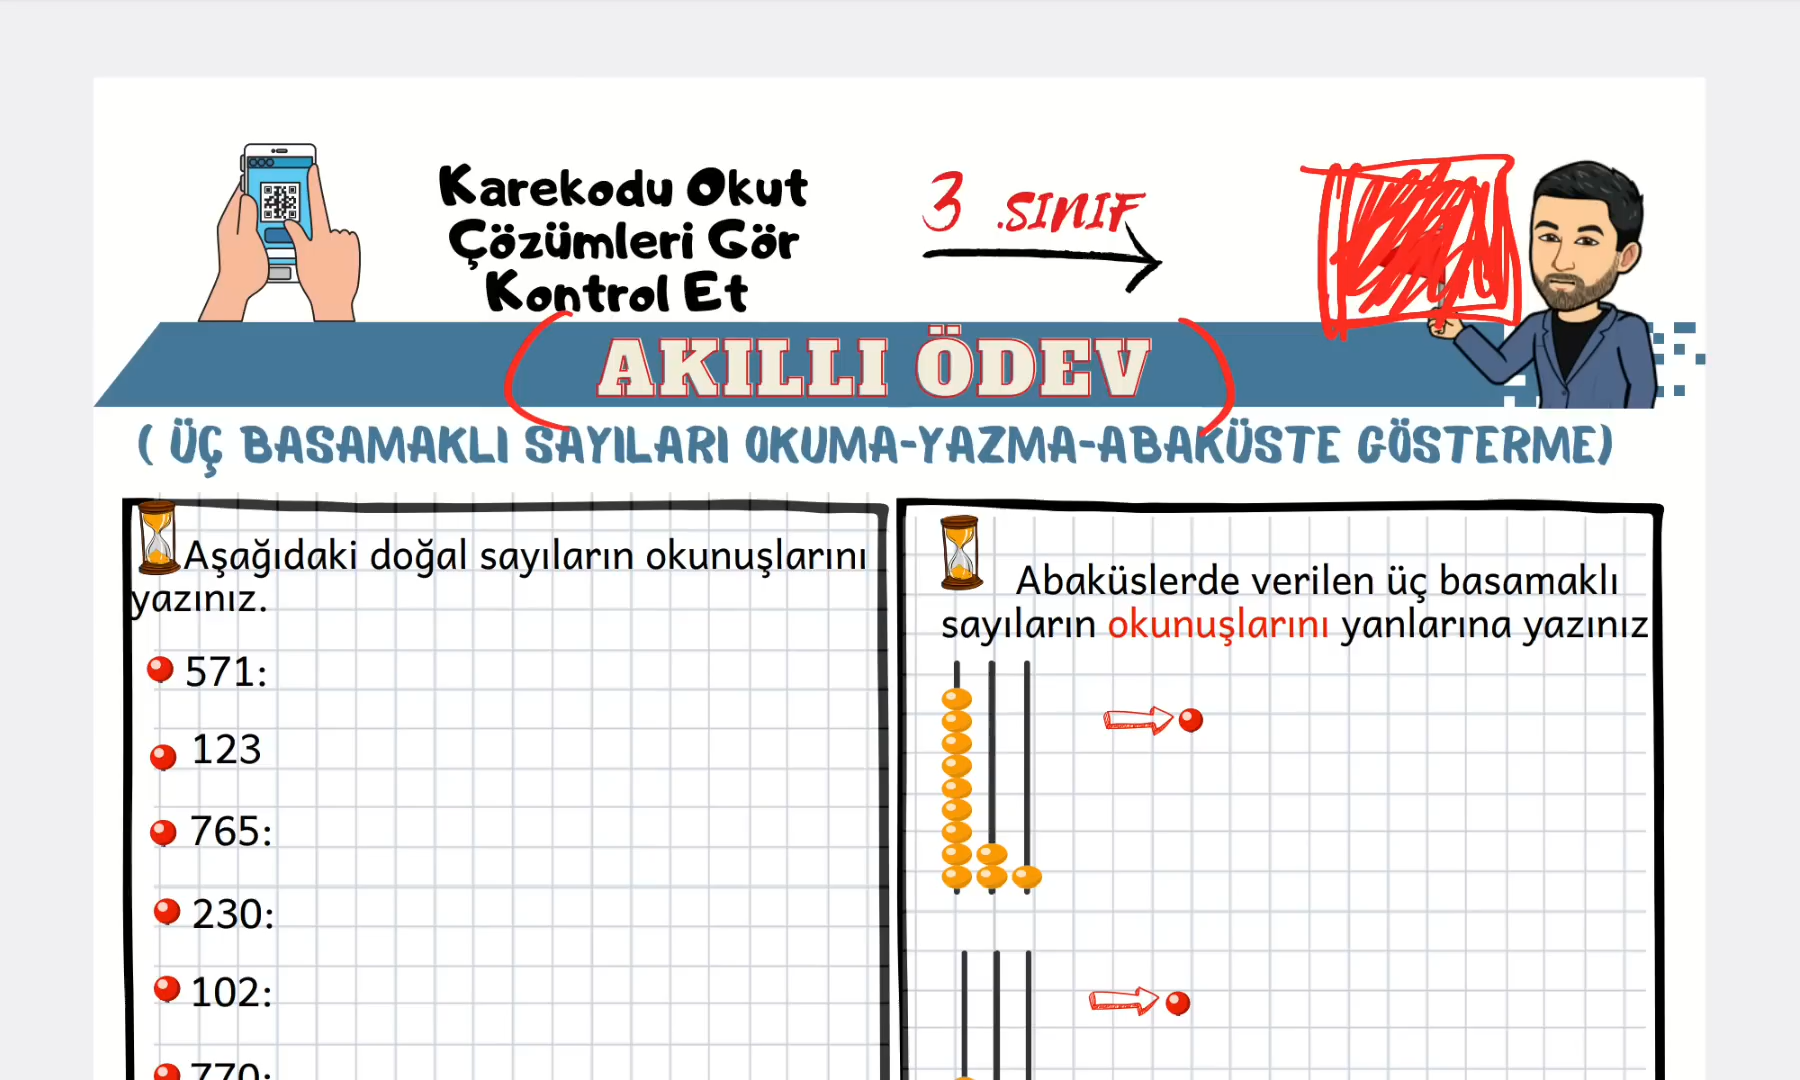 Karekodu Okut
Çözümleri Gör
Kontrol Et
3 .SINIF
AKILLI ÖDEV
( ÜÇ BASAMAKLI SAYILARI OKUMA-YAZMA-ABAKÜSTE GÖSTERME)
Aşağıdaki doğal sayıların okunuşlarını
yazınız.
571:
123
765:
230:
102:
770:
Abaküslerde verilen üç basamaklı
sayıların okunuşlarını yanlarına yazınız